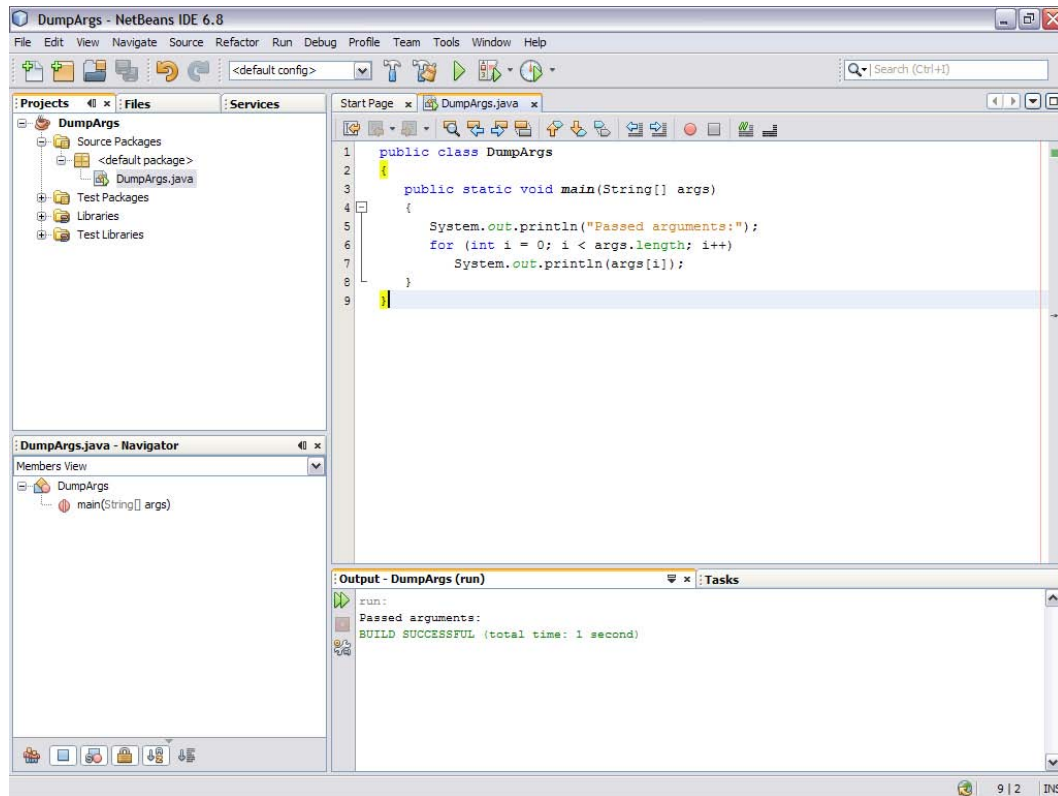 DumpArgs - NetBeans IDE 6.8
File Edit View Navigate Source Refactor Run Debug Profile Team Tools Window Help
<default config>
Search (Ctrl+I)
Projects Files Services
DumpArgs
Source Packages
<default package>
DumpArgs.java
Test Packages
Libraries
Test Libraries
Start Page DumpArgs.java
1 public class DumpArgs
2 {
3 public static void main(String[] args)
4 {
5 System.out.println("Passed arguments:");
6 for (int i = 0; i < args.length; i++)
7 System.out.println(args[i]);
8 }
9 }
DumpArgs.java - Navigator
Members View
DumpArgs
main(String[] args)
Output - DumpArgs (run) Tasks
run:
Passed arguments:
BUILD SUCCESSFUL (total time: 1 second)
9 | 2 INS